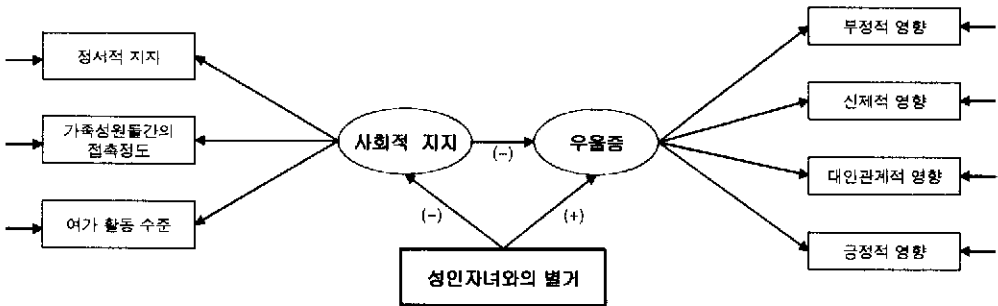 정서적 지지
가족성원들간의
접촉정도
여가 활동 수준
사회적 지지
(-)
우울증
(-)
(+)
성인자녀와의 별거
부정적 영향
신체적 영향
대인관계적 영향
긍정적 영향